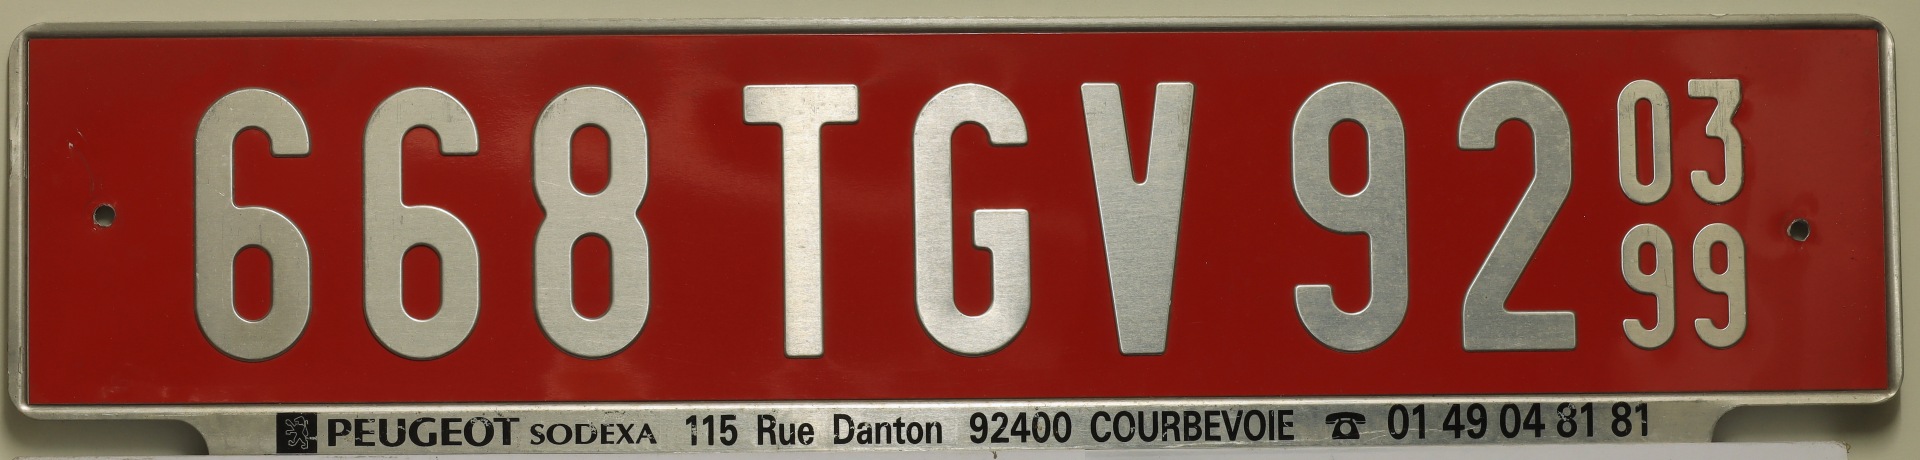 668 TGV 92 03 99
PEUGEOT SODEXA 115 Rue Danton 92400 COURBEVOIE ☎ 01 49 04 81 81